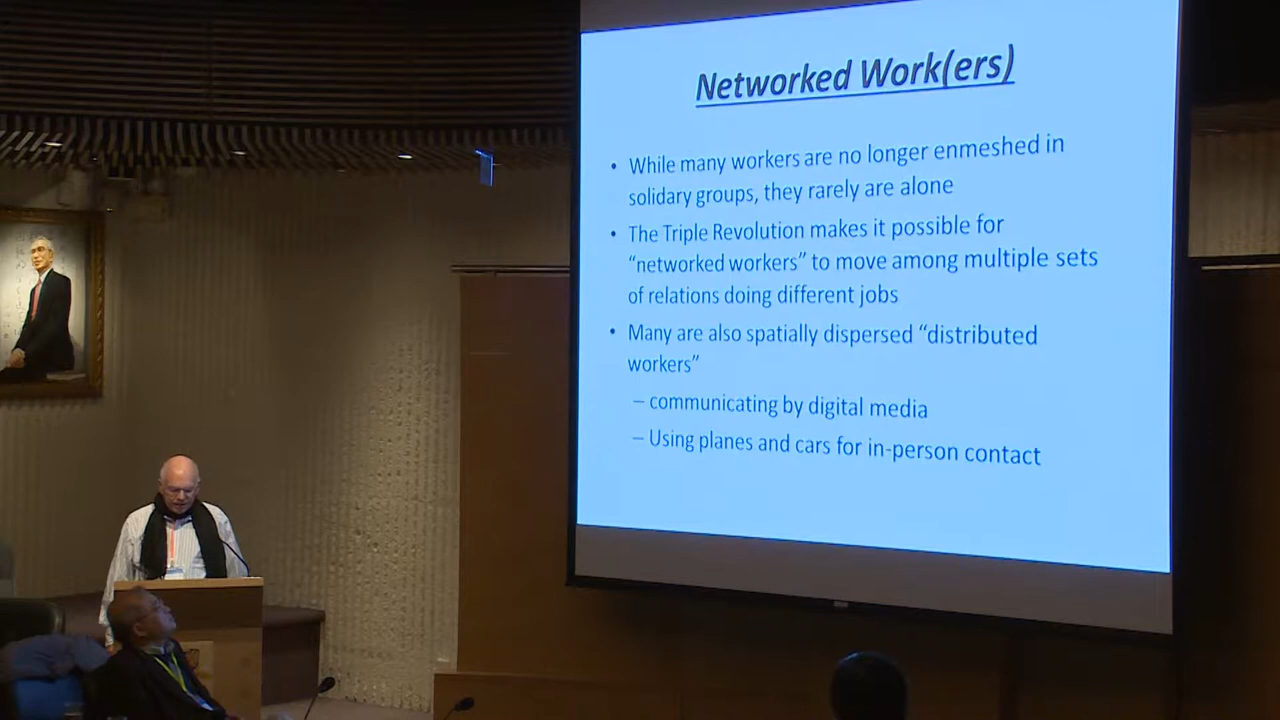 Networked Work(ers)
• While many workers are no longer enmeshed in
solidary groups, they rarely are alone
• The Triple Revolution makes it possible for
“networked workers” to move among multiple sets
of relations doing different jobs
• Many are also spatially dispersed “distributed
workers”
– communicating by digital media
– Using planes and cars for in-person contact